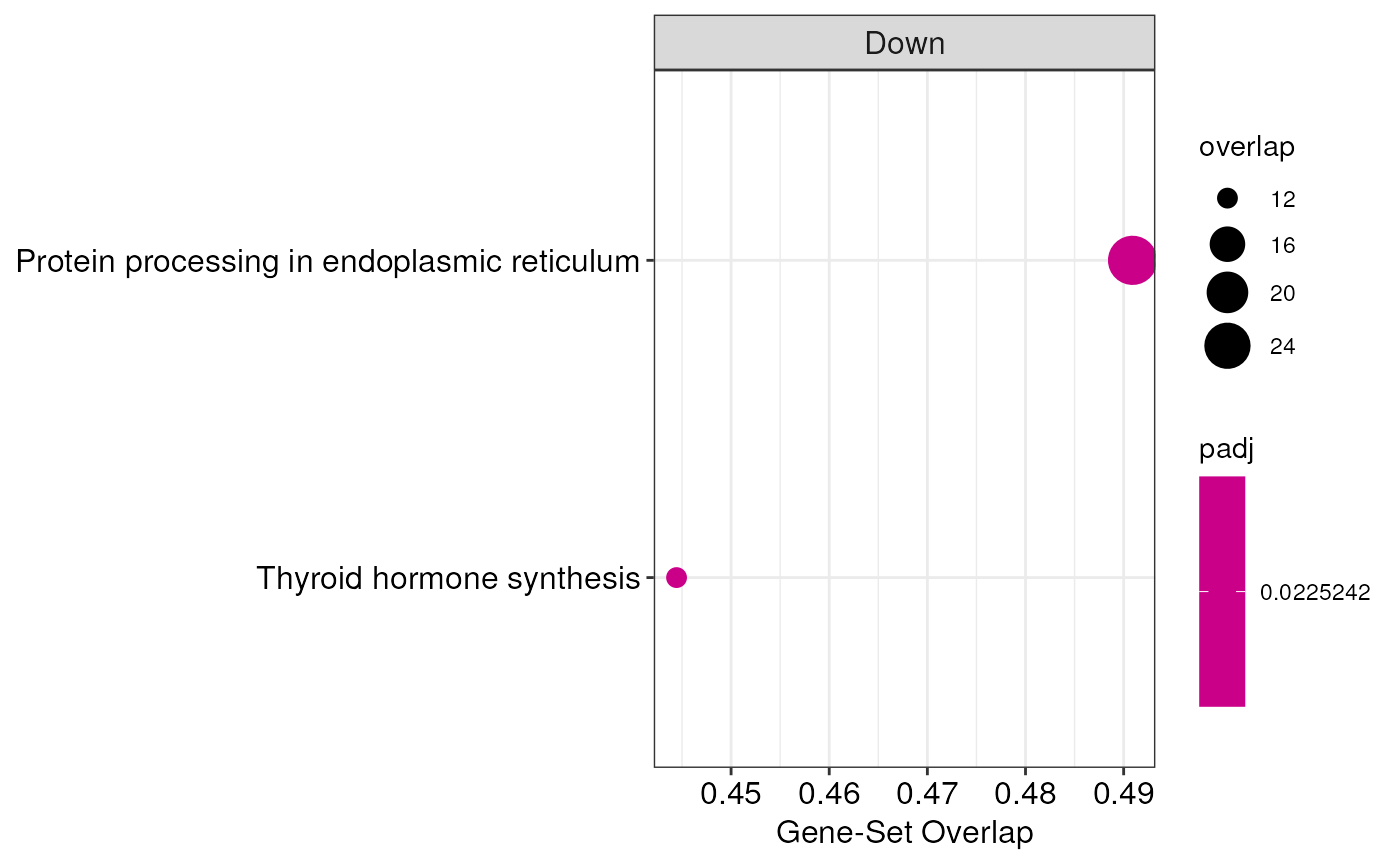 Down
Protein processing in endoplasmic reticulum
Thyroid hormone synthesis
0.45 0.46 0.47 0.48 0.49
Gene-Set Overlap
overlap
12
16
20
24
padj
0.0225242